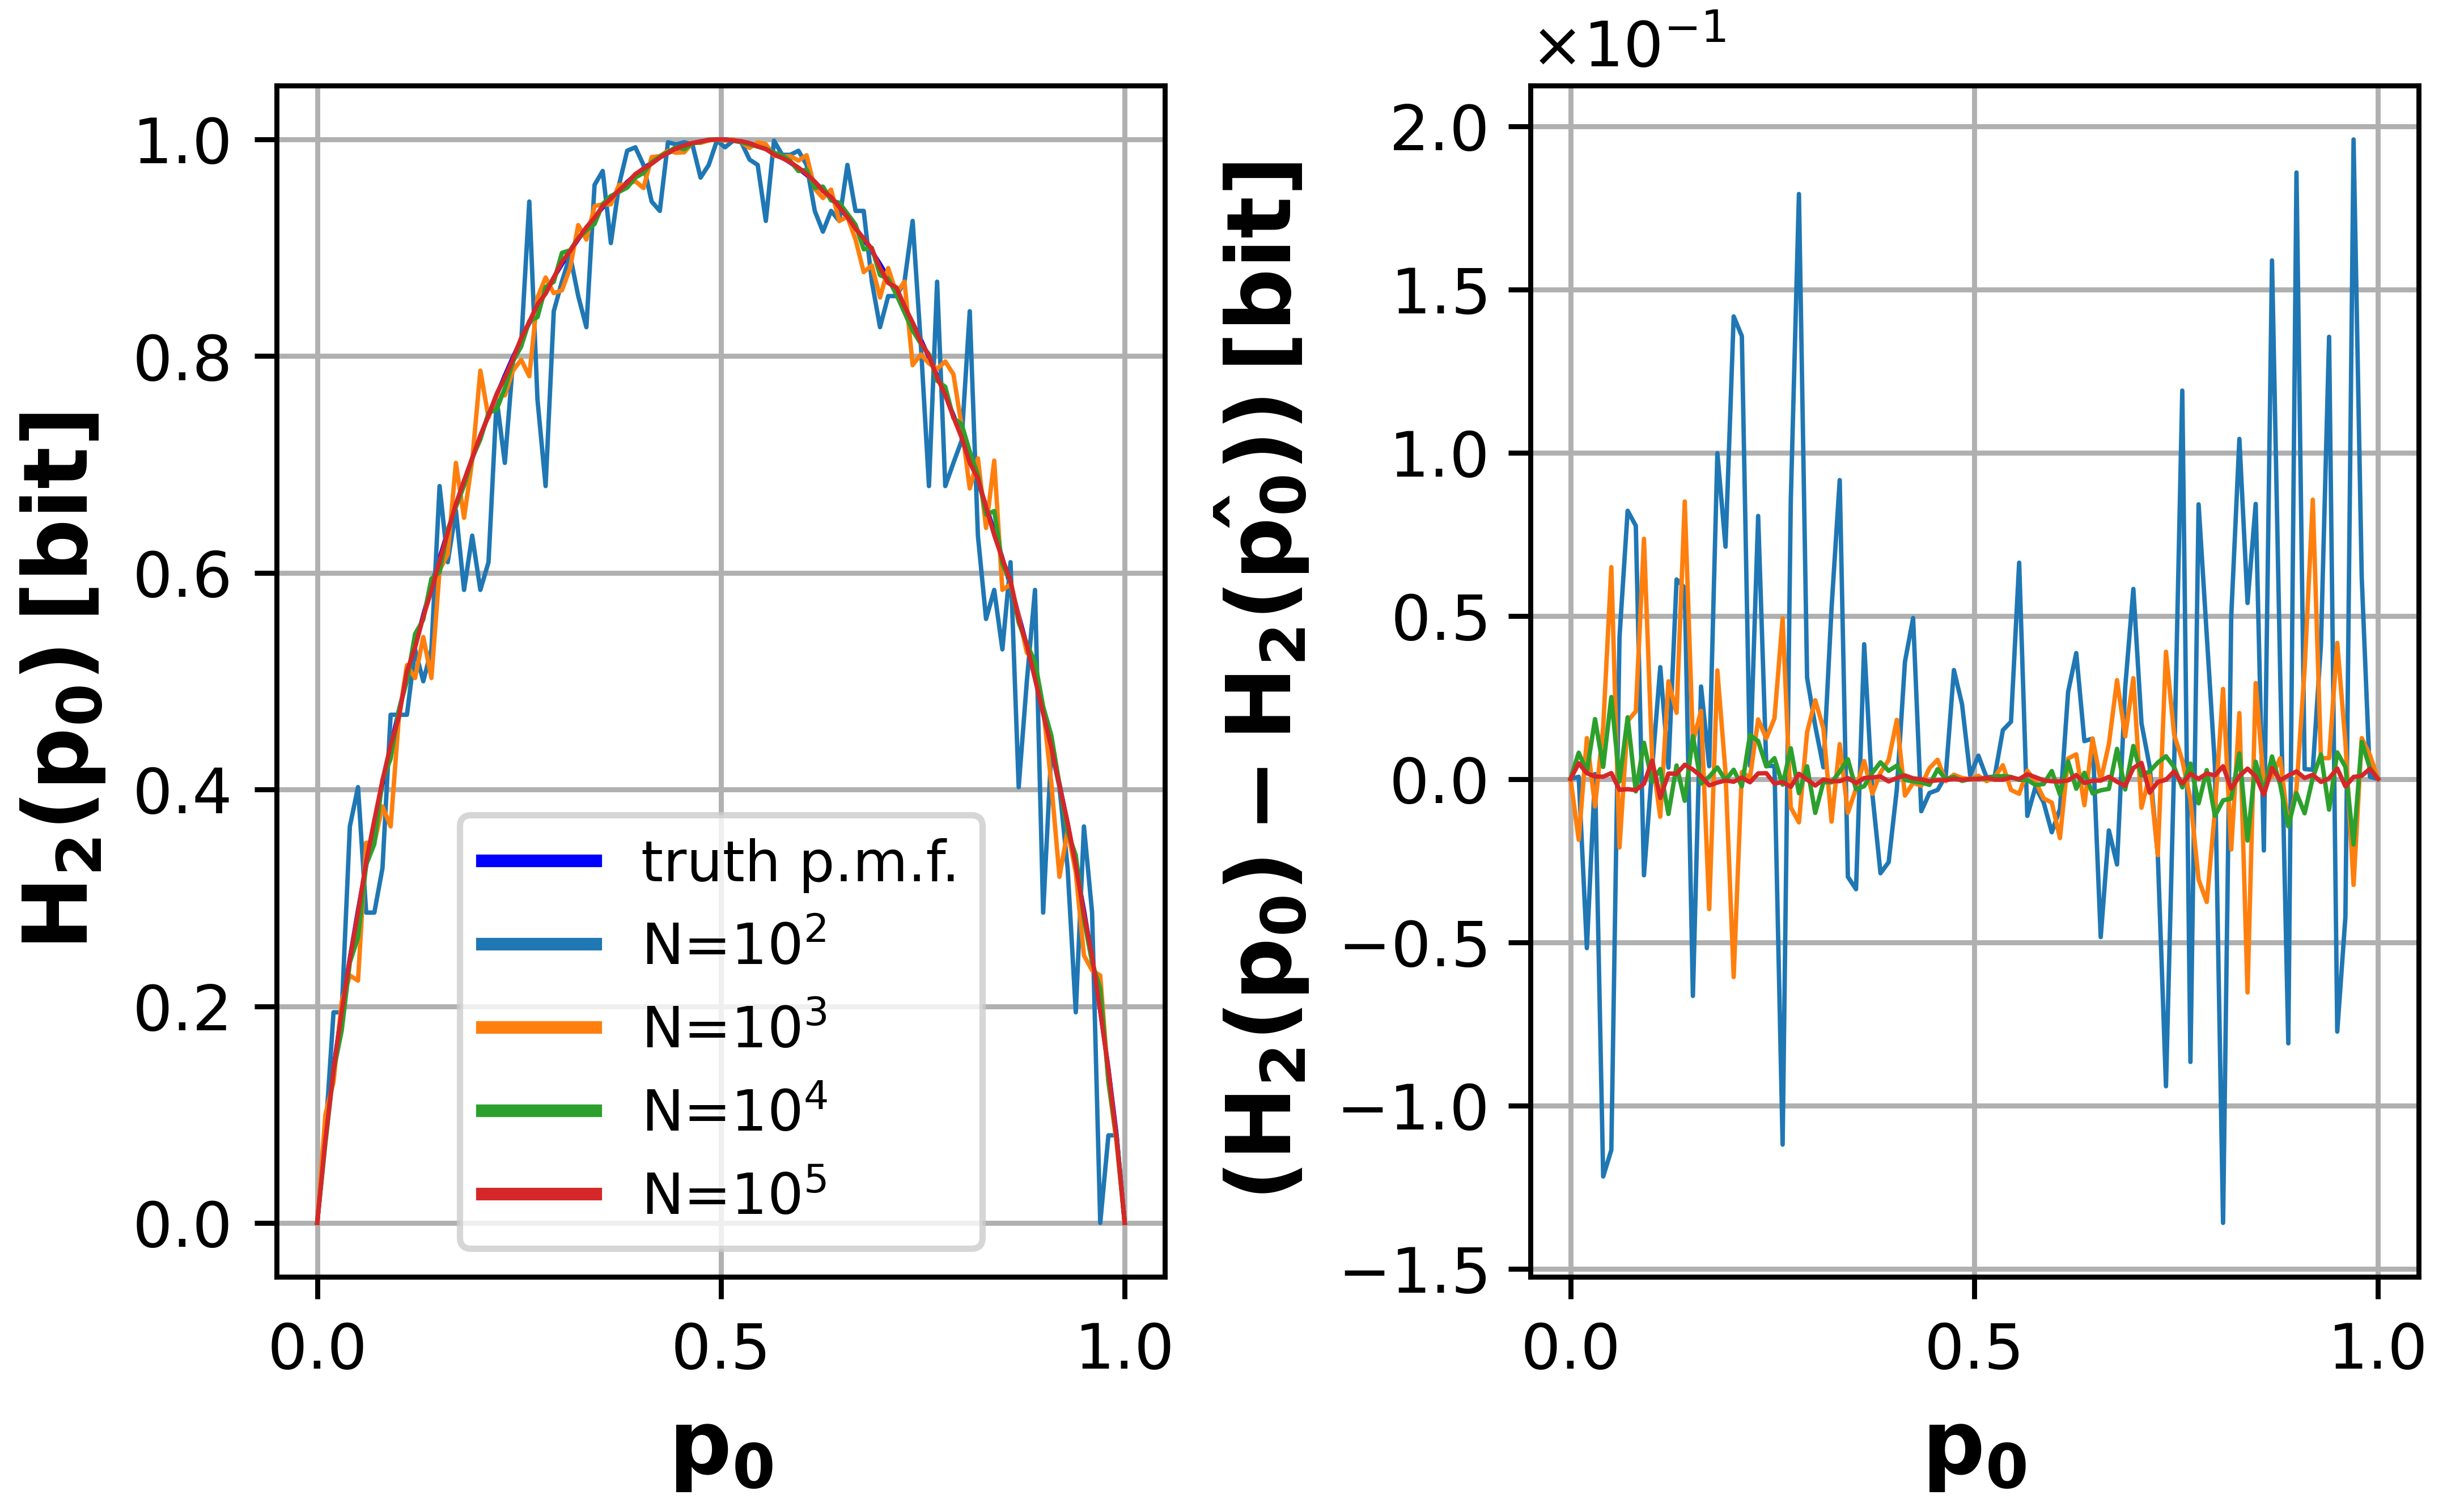 H₂(p₀) [bit]
1.0
0.8
0.6
0.4
0.2
0.0
truth p.m.f.
N=10²
N=10³
N=10⁴
N=10⁵
0.0 0.5 1.0
p₀
×10⁻¹
(H₂(p₀) − H₂(p̂₀)) [bit]
2.0
1.5
1.0
0.5
0.0
−0.5
−1.0
−1.5
0.0 0.5 1.0
p₀